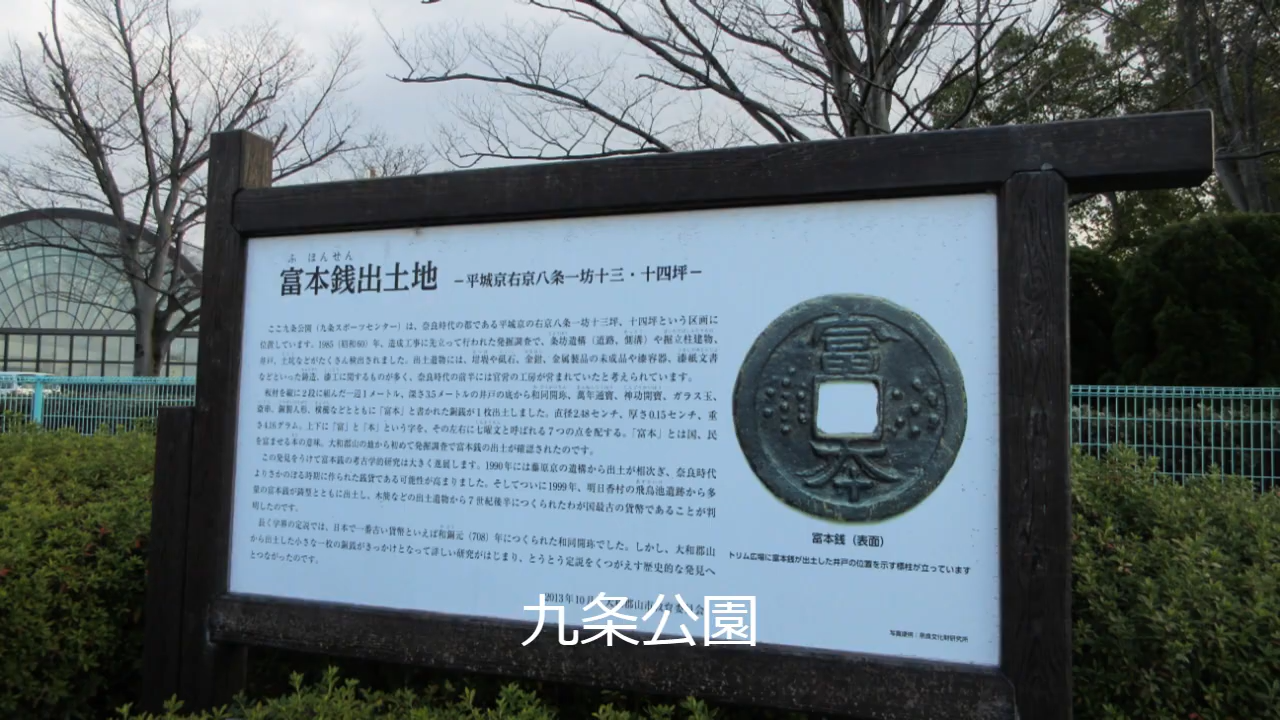 ふ ほんせん
富本銭出土地 −平城京右京八条一坊十三・十四坪−
ここ九条公園（九条スポーツセンター）は、奈良時代の都である平城京の右京八条一坊十三坪、十四坪という区画に
位置しています。1985（昭和60）年、造成工事に先立って行われた発掘調査で、条坊遺構（道路、側溝）や掘立柱建物、
井戸、土坑などがたくさん検出されました。出土遺物には、坩堝や砥石、金鉗、金属製品の未成品や漆容器、漆紙文書
などといった鋳造、漆工に関するものが多く、奈良時代の前半には官営の工房が営まれていたと考えられています。
板材を縦に2段に組んだ一辺1メートル、深さ3.5メートルの井戸の底から和同開珎、萬年通寳、神功開寳、ガラス玉、
斎串、銅製人形、横櫛などとともに「富本」と書かれた銅銭が1枚出土しました。直径2.48センチ、厚さ0.15センチ、重
さ4.16グラム。上下に「富」と「本」という字を、その左右に七曜文と呼ばれる7つの点を配する。「富本」とは、国、民
を富ませる本の意味。大和郡山の地から初めて発掘調査で富本銭の出土が確認されたのです。
この発見をうけて富本銭の考古学的研究は大きく進展します。1990年には藤原京の遺構から出土が相次ぎ、奈良時代
よりさかのぼる時期に作られた銭貨である可能性が高まりました。そしてついに1999年、明日香村の飛鳥池遺跡から多
量の富本銭が鋳型とともに出土し、木簡などの出土遺物から7世紀後半につくられたわが国最古の貨幣であることが判
明したのです。
長く学界の定説では、日本で一番古い貨幣といえば和銅元（708）年につくられた和同開珎でした。しかし、大和郡山
から出土した小さな一枚の銅銭がきっかけとなって詳しい研究がはじまり、とうとう定説をくつがえす歴史的な発見へ
とつながったのです。
2013年10月 大和郡山市教育委員会
富
本
富本銭（表面）
トリム広場に富本銭が出土した井戸の位置を示す標柱が立っています
写真提供：奈良文化財研究所
九条公園